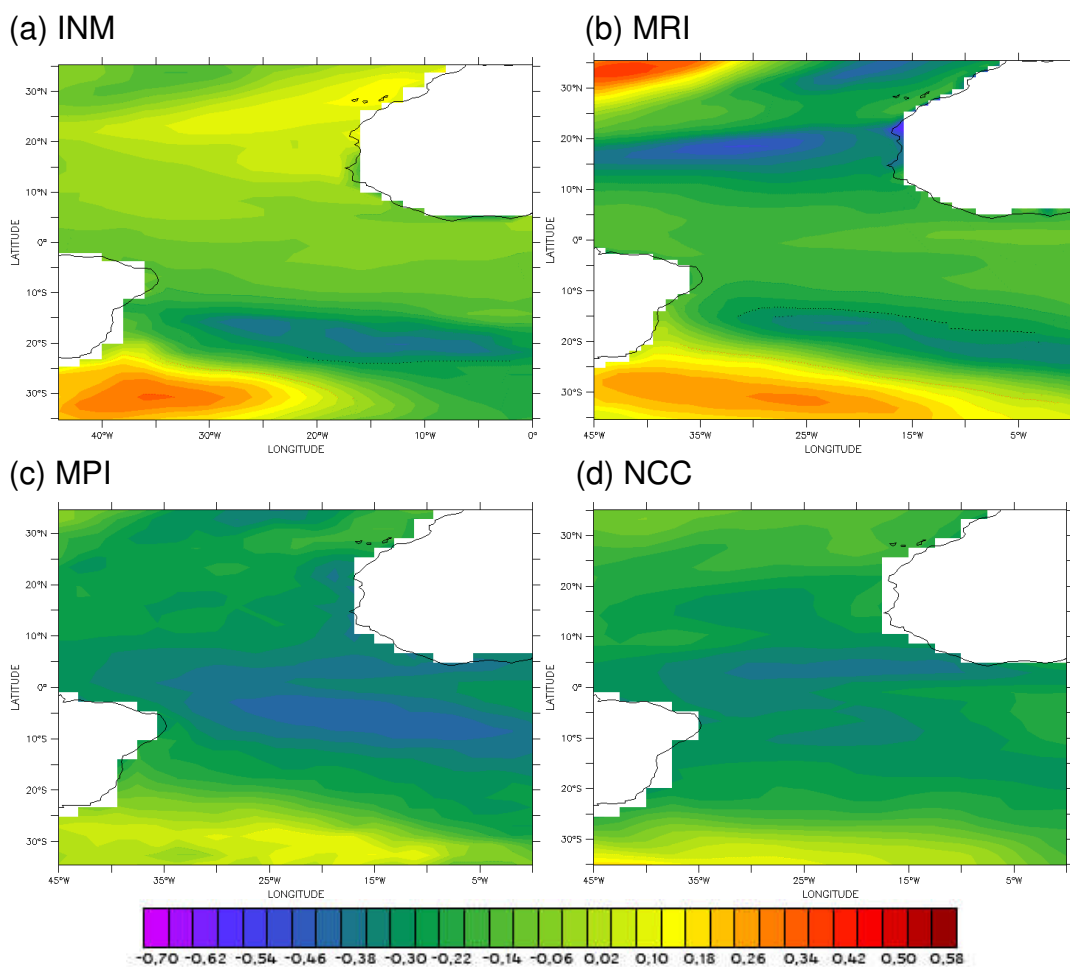 (a) INM
(b) MRI
30°N
20°N
10°N
0°
10°S
20°S
30°S
LATITUDE
40°W 30°W 20°W 10°W 0°
LONGITUDE
30°N
20°N
10°N
0°
10°S
20°S
30°S
LATITUDE
45°W 35°W 25°W 15°W 5°W
LONGITUDE
(c) MPI
(d) NCC
30°N
20°N
10°N
0°
10°S
20°S
30°S
LATITUDE
45°W 35°W 25°W 15°W 5°W
LONGITUDE
30°N
20°N
10°N
0°
10°S
20°S
30°S
LATITUDE
45°W 35°W 25°W 15°W 5°W
LONGITUDE
-0,70 -0,62 -0,54 -0,46 -0,38 -0,30 -0,22 -0,14 -0,06 0,02 0,10 0,18 0,26 0,34 0,42 0,50 0,58